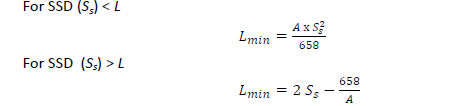 For SSD (Sₛ) < L
Lₘᵢₙ = A x Sₛ² / 658
For SSD (Sₛ) > L
Lₘᵢₙ = 2 Sₛ − 658 / A